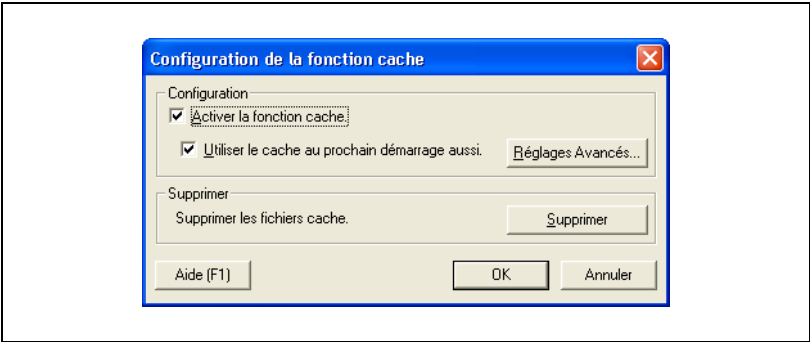 Configuration de la fonction cache
Configuration
Activer la fonction cache.
Utiliser le cache au prochain démarrage aussi.
Réglages Avancés...
Supprimer
Supprimer les fichiers cache.
Supprimer
Aide (F1)
OK
Annuler